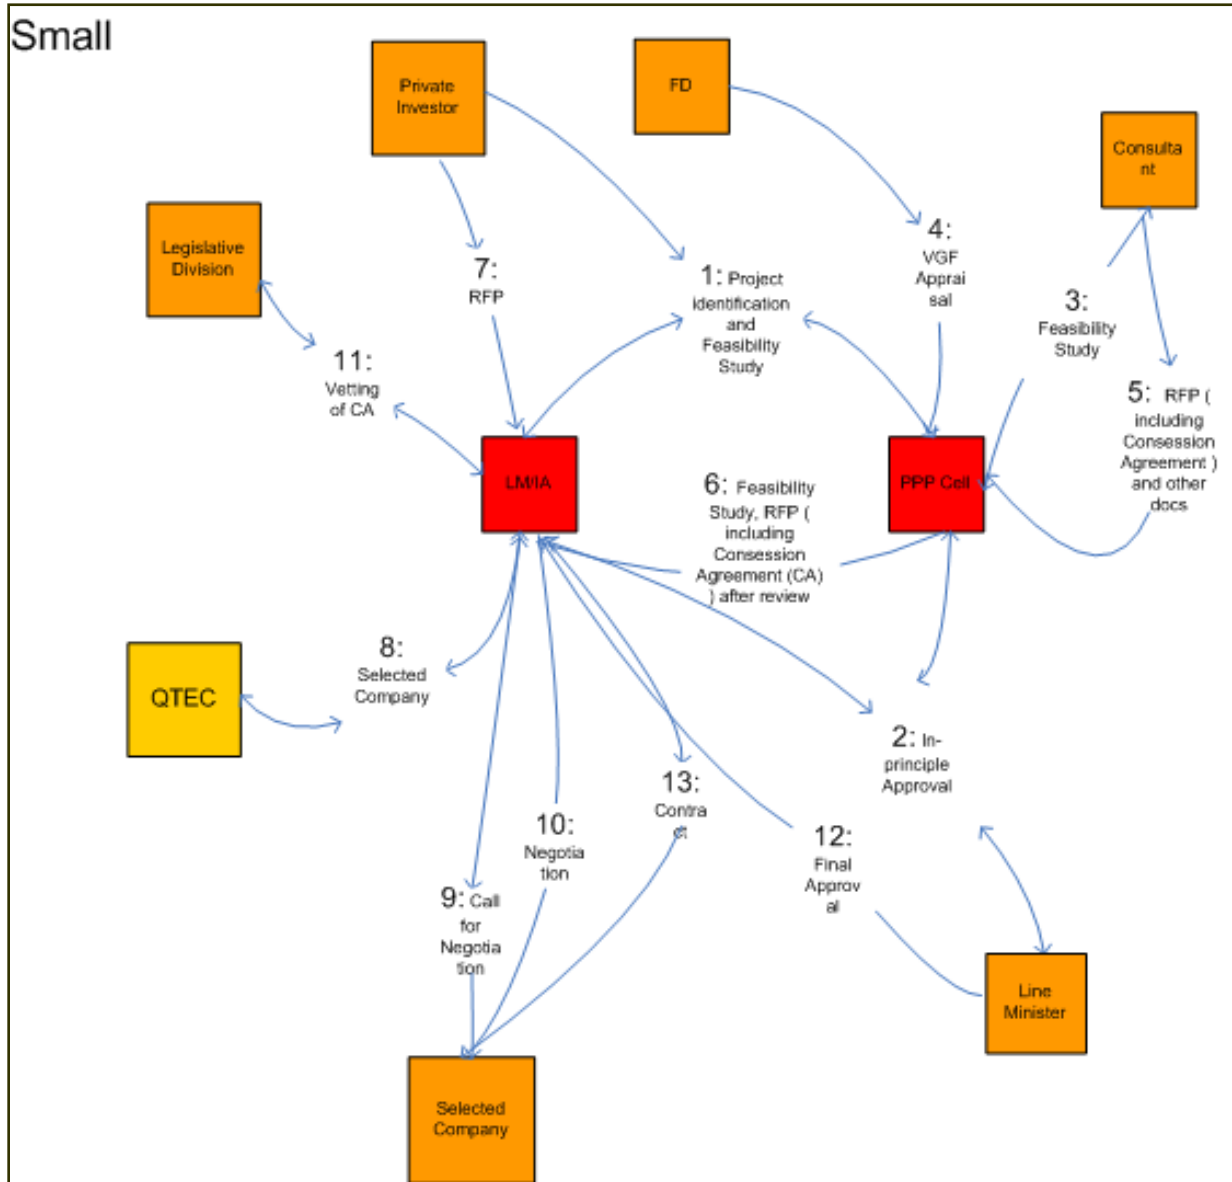 Small
Private
Investor
FD
Consulta
nt
Legislative
Division
4:
VGF
Apprai
sal
7:
RFP
1: Project
identification
and
Feasibility
Study
3:
Feasibility
Study
11:
Vetting
of CA
5: RFP (
including
Consession
Agreement )
and other
docs
LM/IA
PPP Cell
6: Feasibility
Study, RFP (
including
Consession
Agreement (CA)
) after review
8:
Selected
Company
QTEC
2: In-
principle
Approval
13:
Contra
ct
10:
Negotia
tion
12:
Final
Approv
al
9: Call
for
Negotia
tion
Line
Minister
Selected
Company